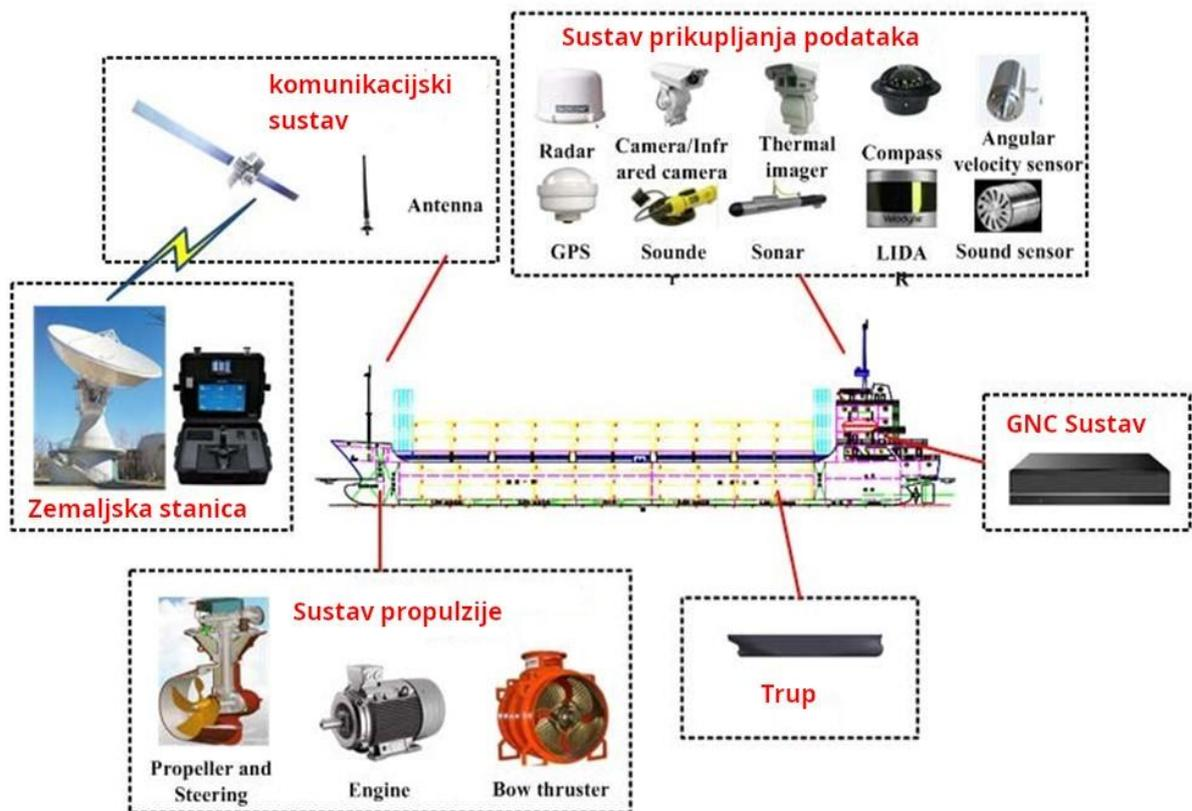 Sustav prikupljanja podataka
komunikacijski
sustav
Radar
Camera/Infr
ared camera
Thermal
imager
Compass
Angular
velocity sensor
Antenna
Velodyne
GPS
Sounde
r
Sonar
LIDA
R
Sound sensor
GNC Sustav
Zemaljska stanica
Sustav propulzije
Trup
Propeller and
Steering
Engine
Bow thruster